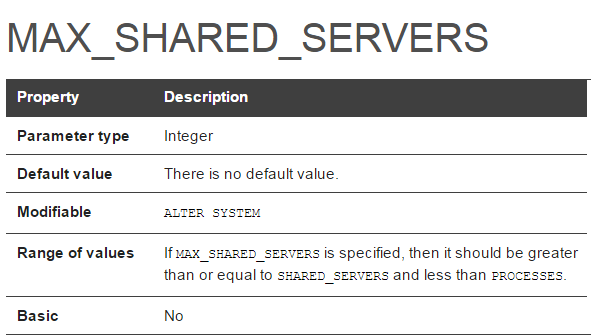 MAX_SHARED_SERVERS
Property Description
Parameter type Integer
Default value There is no default value.
Modifiable ALTER SYSTEM
Range of values If MAX_SHARED_SERVERS is specified, then it should be greater
than or equal to SHARED_SERVERS and less than PROCESSES.
Basic No